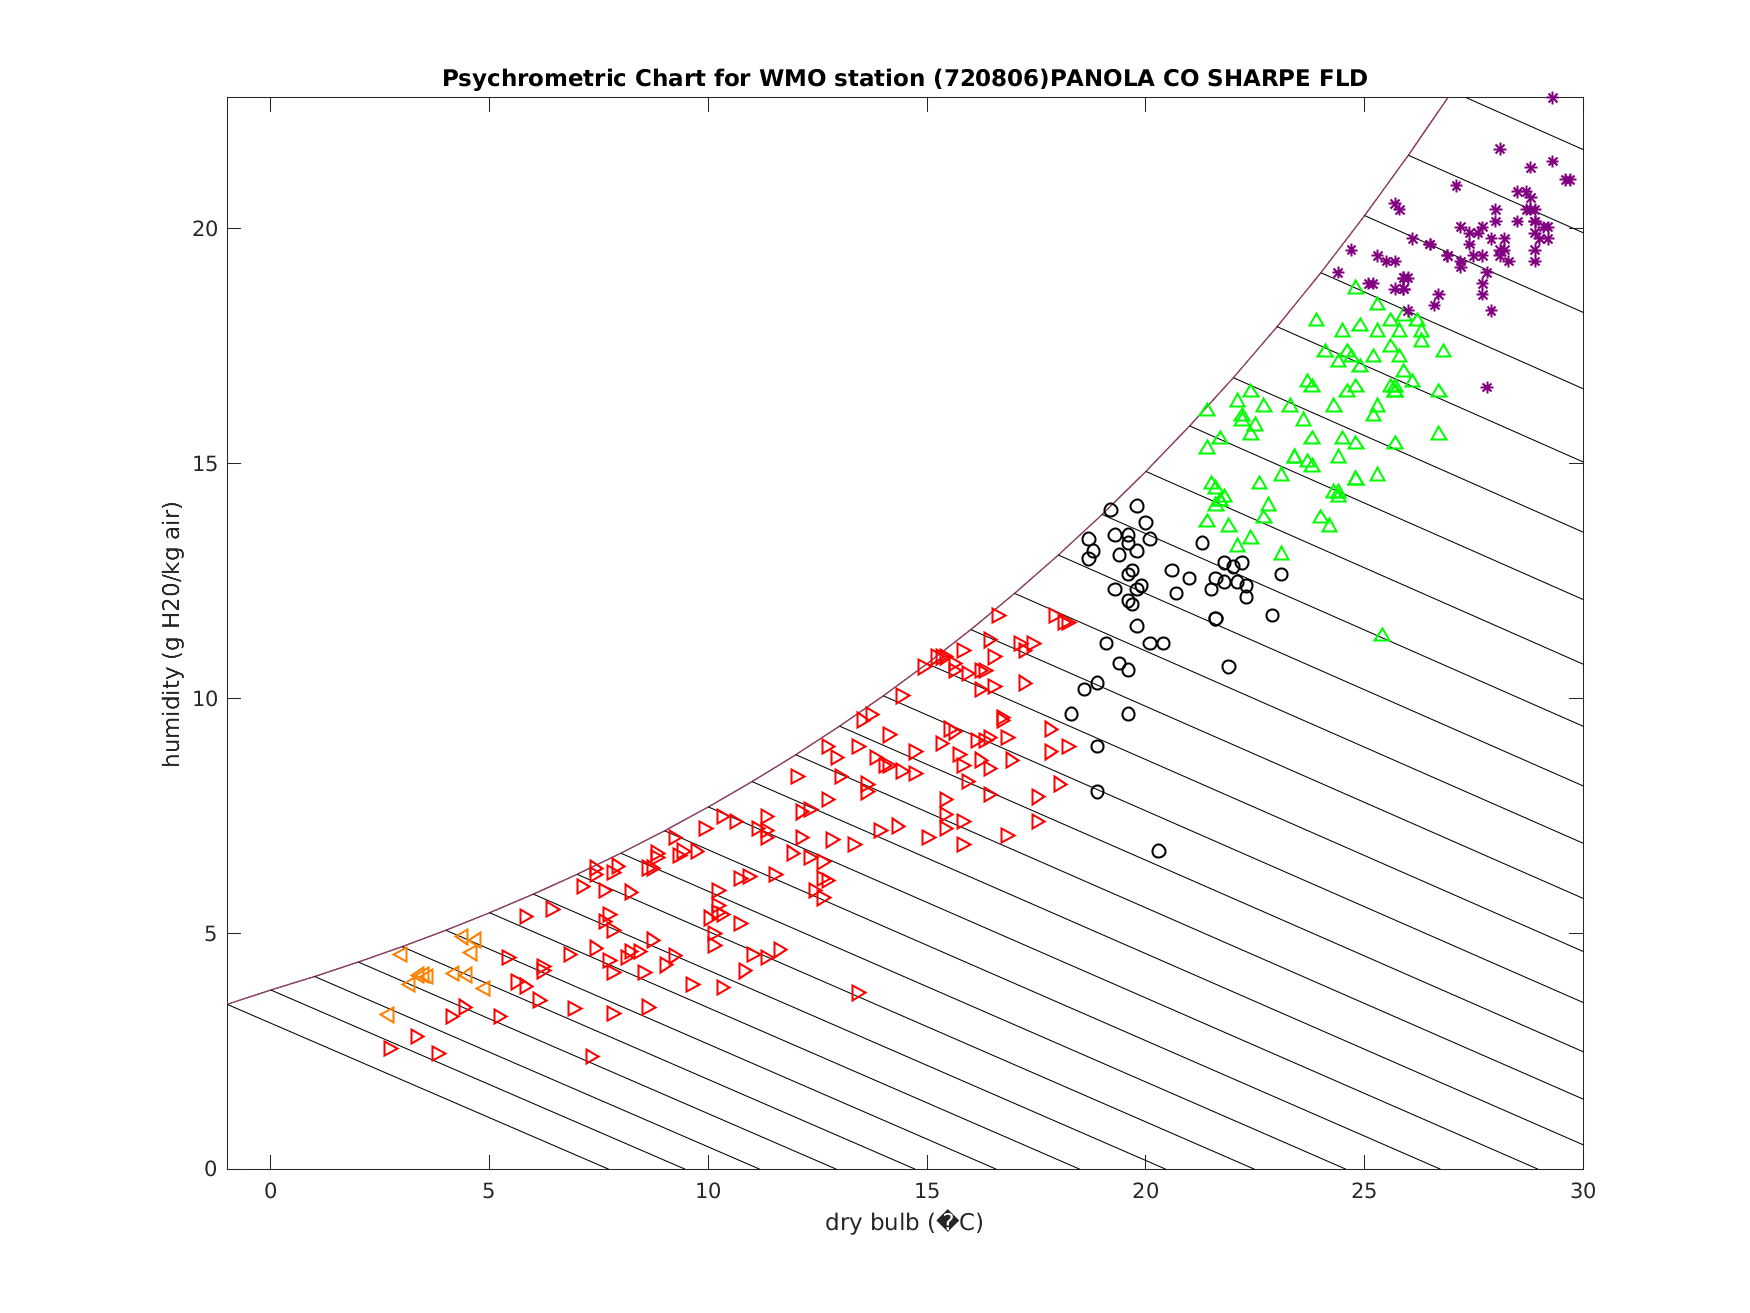 Psychrometric Chart for WMO station (720806)PANOLA CO SHARPE FLD
humidity (g H20/kg air)
20
15
10
5
0
0 5 10 15 20 25 30
dry bulb (�C)